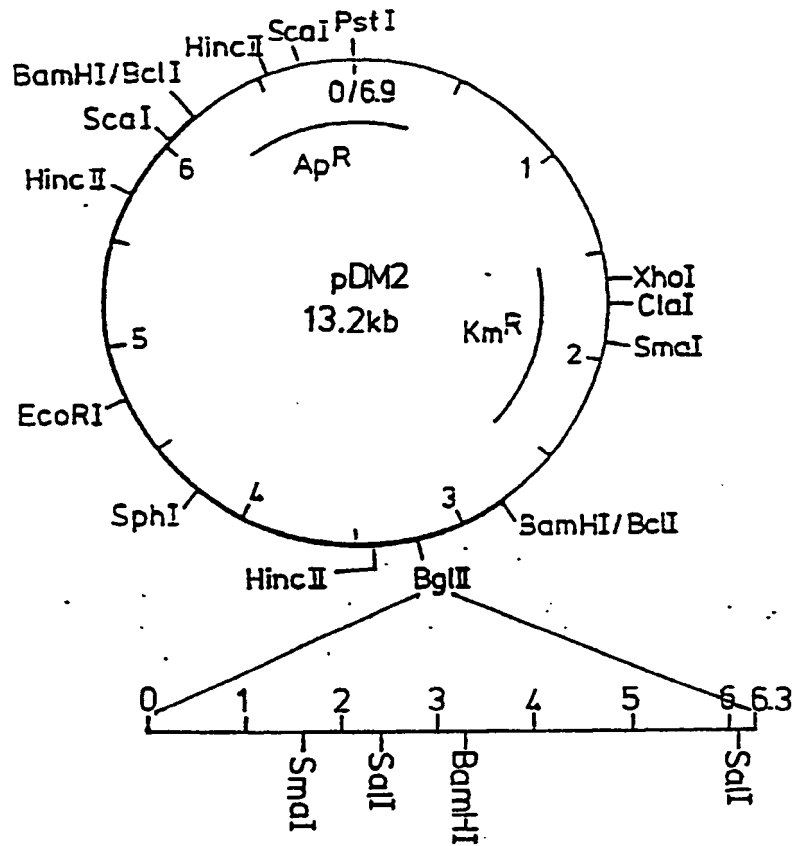 PstI
ScaI
HincII
BamHI/BclI
ScaI
HincII
0/6.9
Ap^R
6
1
pDM2
13.2kb
Km^R
XhoI
ClaI
SmaI
2
5
EcoRI
SphI
4
3
BamHI/BclI
HincII
BglII
0 1 2 3 4 5 6 6.3
SmaI
SalI
BamHI
SalI